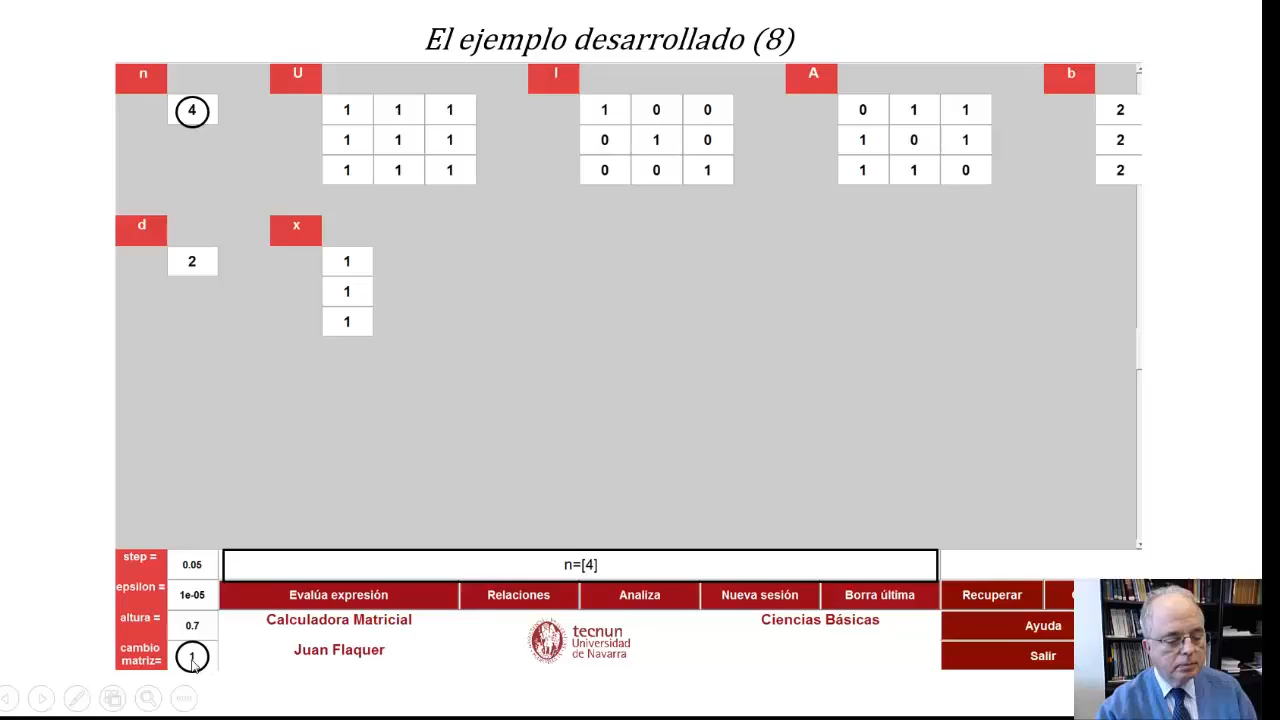 El ejemplo desarrollado (8)
n U I A b
4 1 1 1 1 0 0 0 1 1 2
1 1 1 0 1 0 1 0 1 2
1 1 1 0 0 1 1 1 0 2
d x
2 1
1
1
step = 0.05 n=[4]
epsilon = 1e-05 Evalúa expresión Relaciones Analiza Nueva sesión Borra última Recuperar
altura = 0.7 Calculadora Matricial Ciencias Básicas Ayuda
cambio matriz= 1 Juan Flaquer Salir
tecnun
Universidad
de Navarra